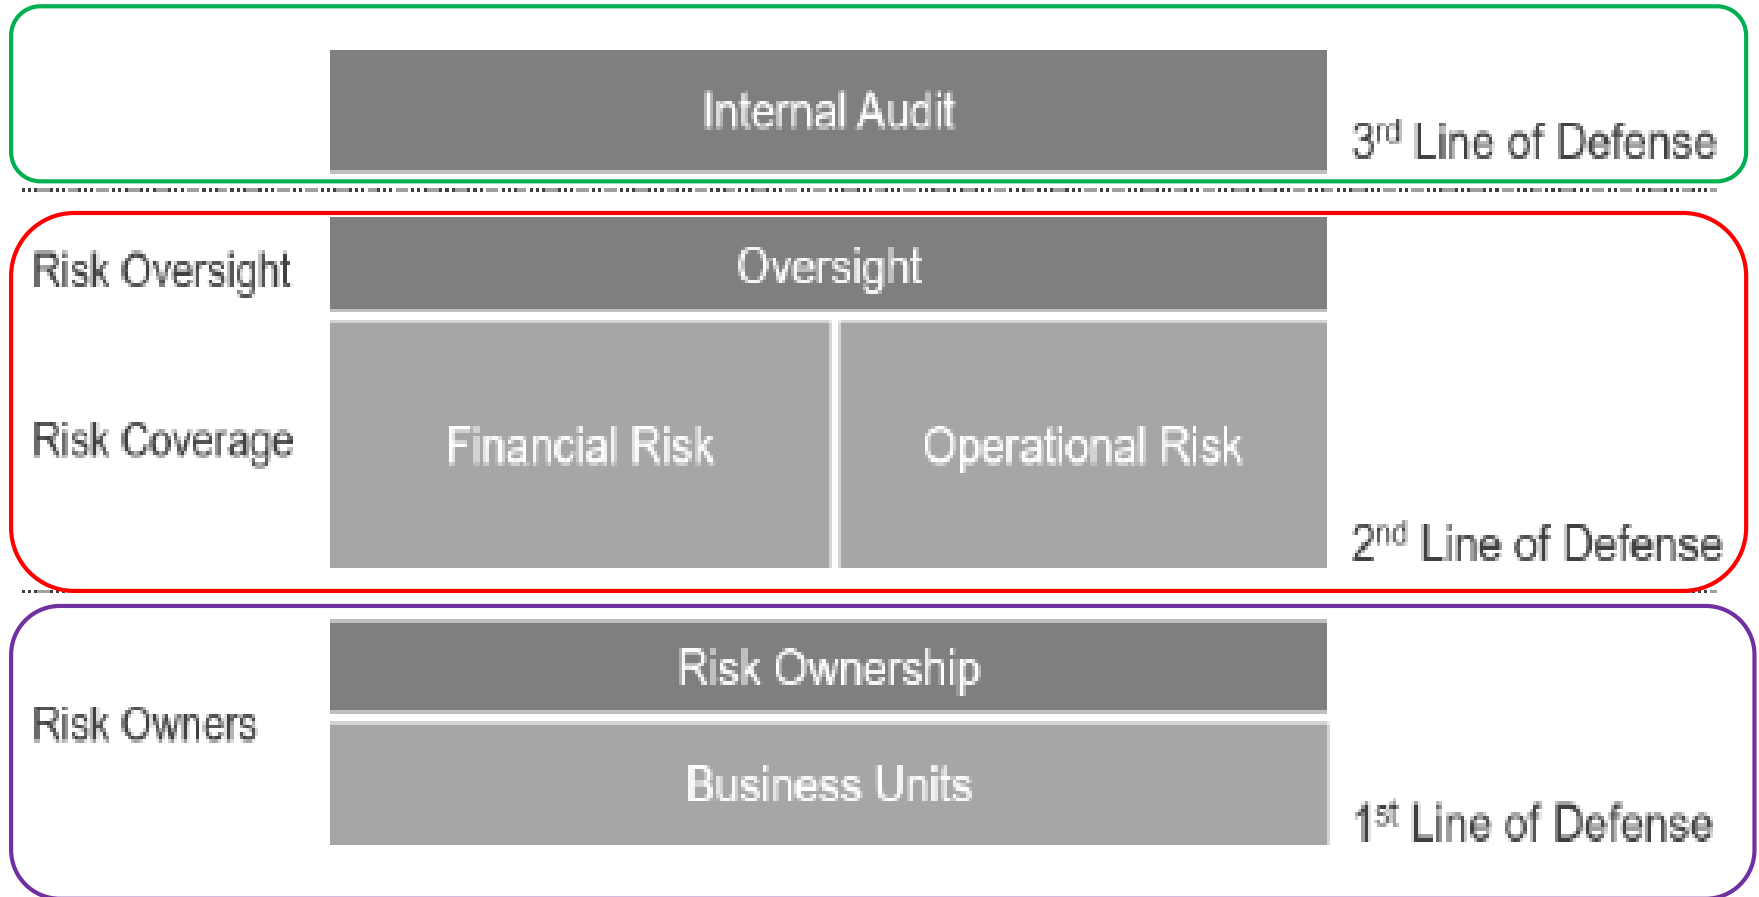 Internal Audit
3rd Line of Defense
Risk Oversight
Oversight
Risk Coverage
Financial Risk
Operational Risk
2nd Line of Defense
Risk Ownership
Risk Owners
Business Units
1st Line of Defense